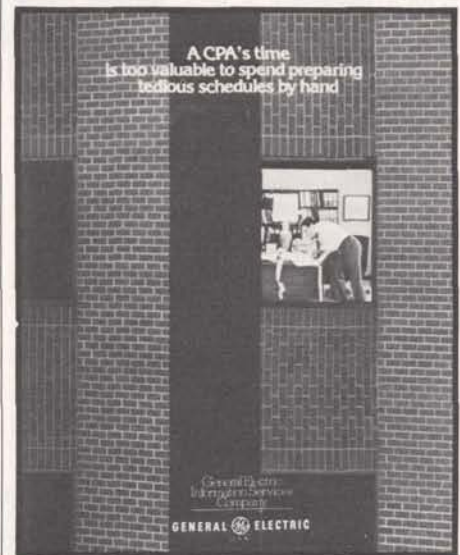 A CPA's time
is too valuable to spend preparing
tedious schedules by hand
General Electric
Information Services
Company
GENERAL GE ELECTRIC